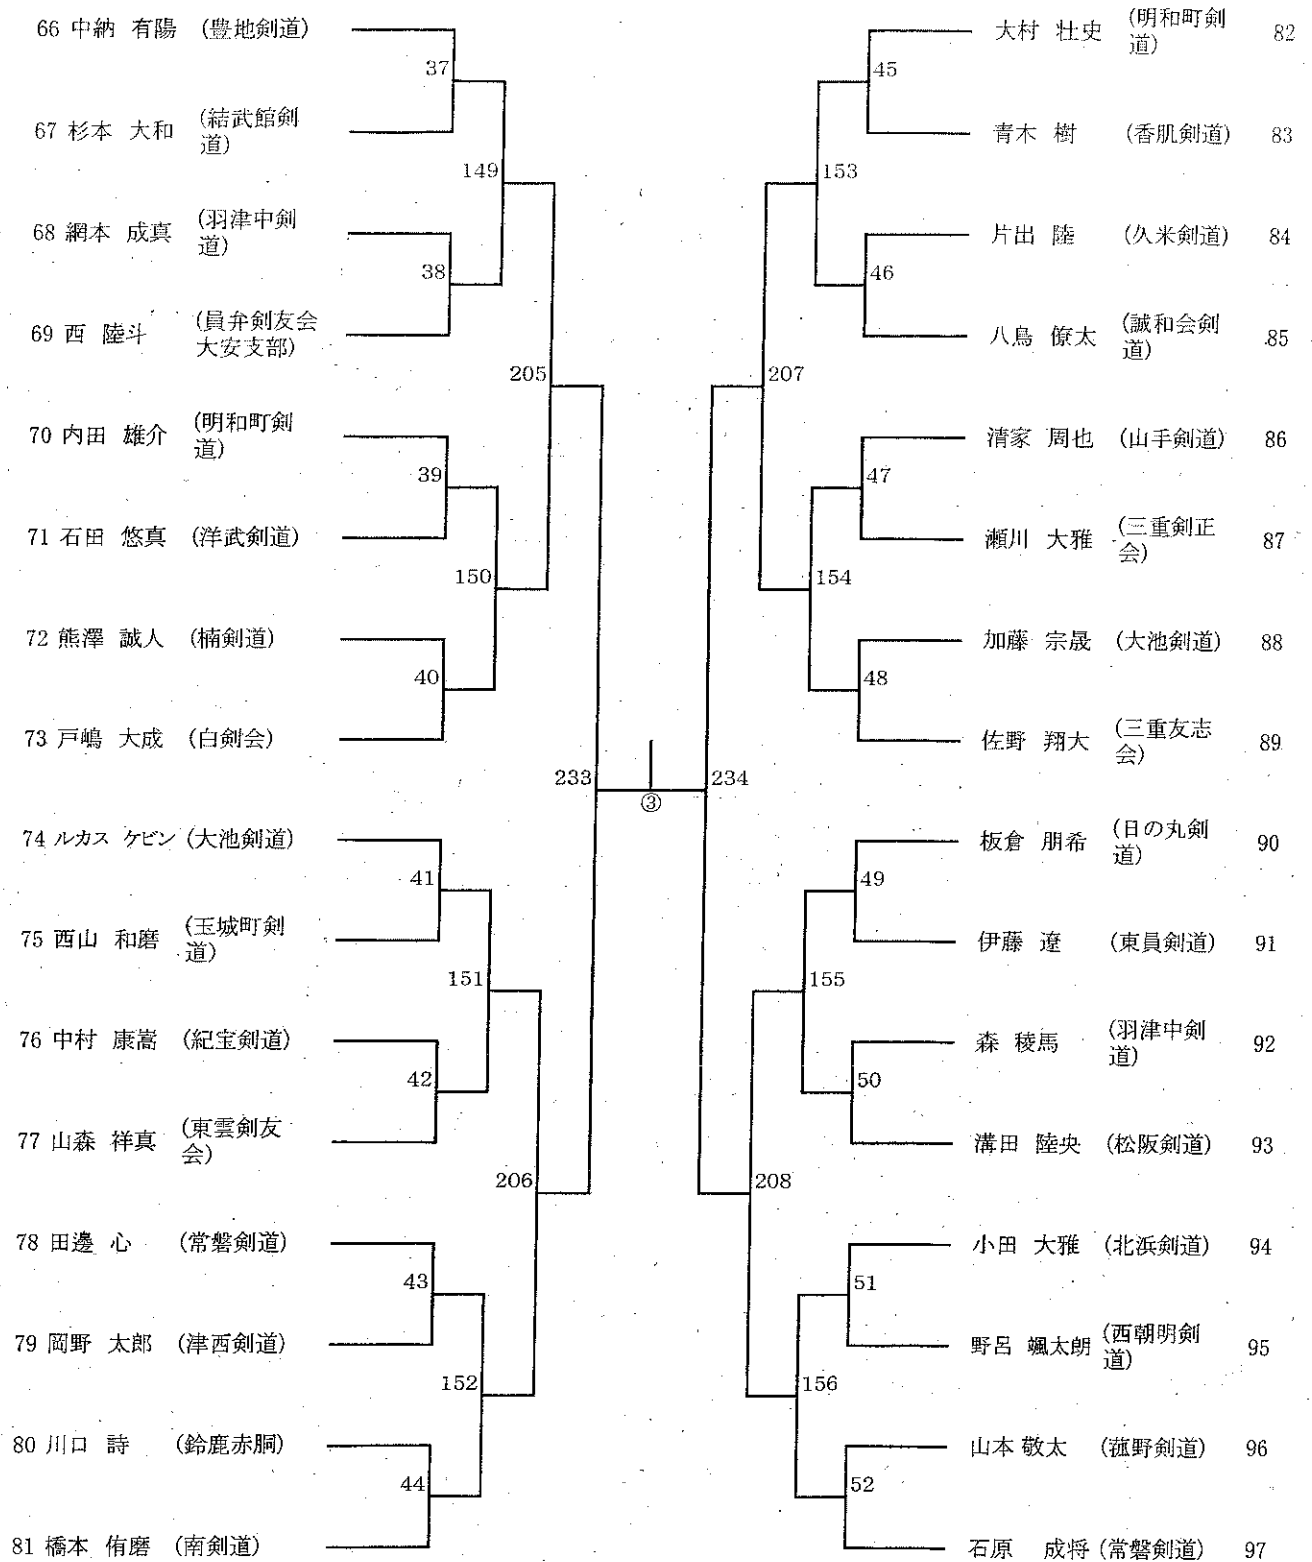 66 中納 有陽 (豊地剣道)
37
67 杉本 大和 (結武館剣
道)
149
68 網本 成真 (羽津中剣
道)
38
69 西 陸斗 (員弁剣友会
大安支部)
205
70 内田 雄介 (明和町剣
道)
39
71 石田 悠真 (洋武剣道)
150
72 熊澤 誠人 (楠剣道)
40
73 戸嶋 大成 (白剣会)
233
74 ルカス ケビン (大池剣道)
41
75 西山 和磨 (玉城町剣
道)
151
76 中村 康嵩 (紀宝剣道)
42
77 山森 祥真 (東雲剣友
会)
206
78 田邊 心 (常磐剣道)
43
79 岡野 太郎 (津西剣道)
152
80 川口 詩 (鈴鹿赤胴)
44
81 橋本 侑磨 (南剣道)
③
大村 壮史 (明和町剣
道) 82
45
青木 樹 (香肌剣道) 83
153
片出 陸 (久米剣道) 84
46
八鳥 僚太 (誠和会剣
道) 85
207
清家 周也 (山手剣道) 86
47
瀬川 大雅 (三重剣正
会) 87
154
加藤 宗晟 (大池剣道) 88
48
佐野 翔大 (三重友志
会) 89
234
板倉 朋希 (日の丸剣
道) 90
49
伊藤 遼 (東員剣道) 91
155
森 稜馬 (羽津中剣
道) 92
50
溝田 陸央 (松阪剣道) 93
208
小田 大雅 (北浜剣道) 94
51
野呂 颯太朗 (西朝明剣
道) 95
156
山本 敬太 (菰野剣道) 96
52
石原 成将 (常磐剣道) 97